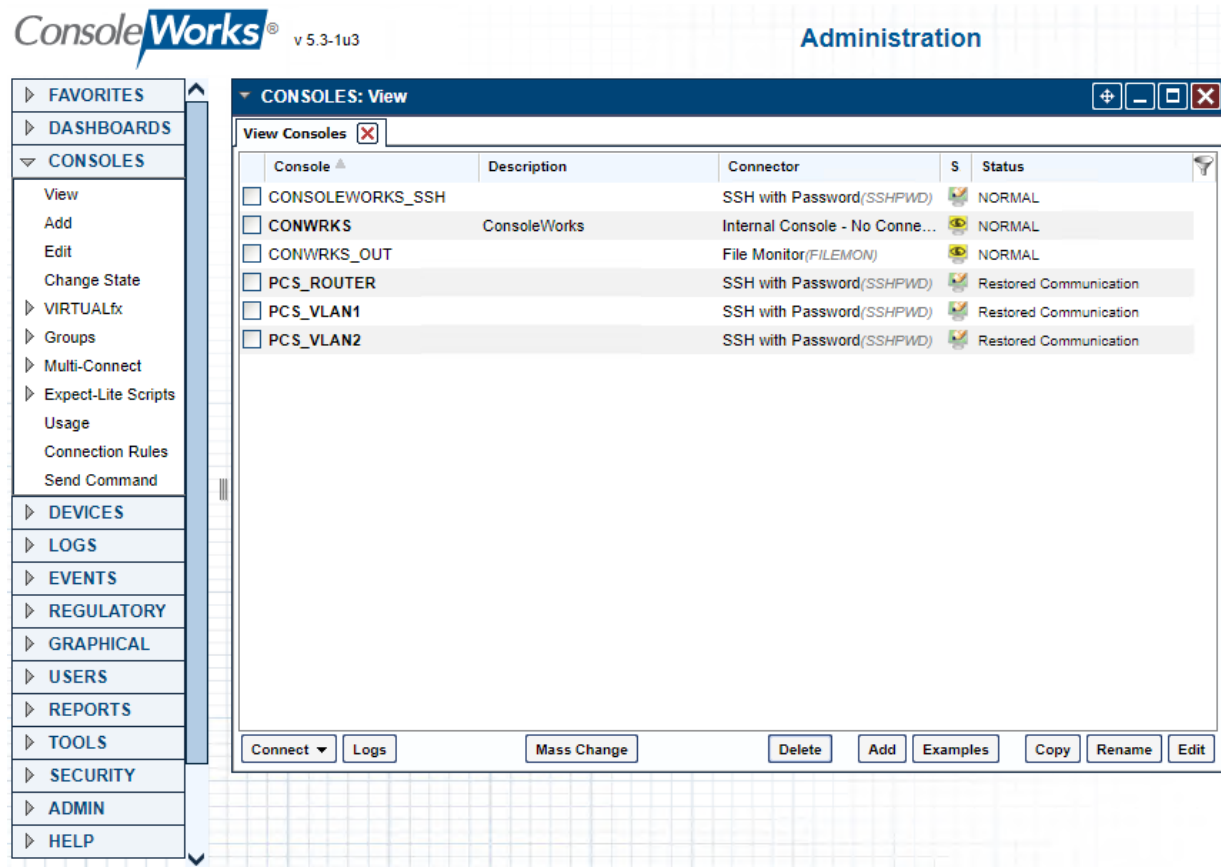 ConsoleWorks® v 5.3-1u3
Administration
FAVORITES
DASHBOARDS
CONSOLES
View
Add
Edit
Change State
VIRTUALfx
Groups
Multi-Connect
Expect-Lite Scripts
Usage
Connection Rules
Send Command
DEVICES
LOGS
EVENTS
REGULATORY
GRAPHICAL
USERS
REPORTS
TOOLS
SECURITY
ADMIN
HELP
CONSOLES: View
View Consoles
Console Description Connector S Status
CONSOLEWORKS_SSH SSH with Password(SSHPWD) NORMAL
CONWRKS ConsoleWorks Internal Console - No Conne... NORMAL
CONWRKS_OUT File Monitor(FILEMON) NORMAL
PCS_ROUTER SSH with Password(SSHPWD) Restored Communication
PCS_VLAN1 SSH with Password(SSHPWD) Restored Communication
PCS_VLAN2 SSH with Password(SSHPWD) Restored Communication
Connect Logs Mass Change Delete Add Examples Copy Rename Edit